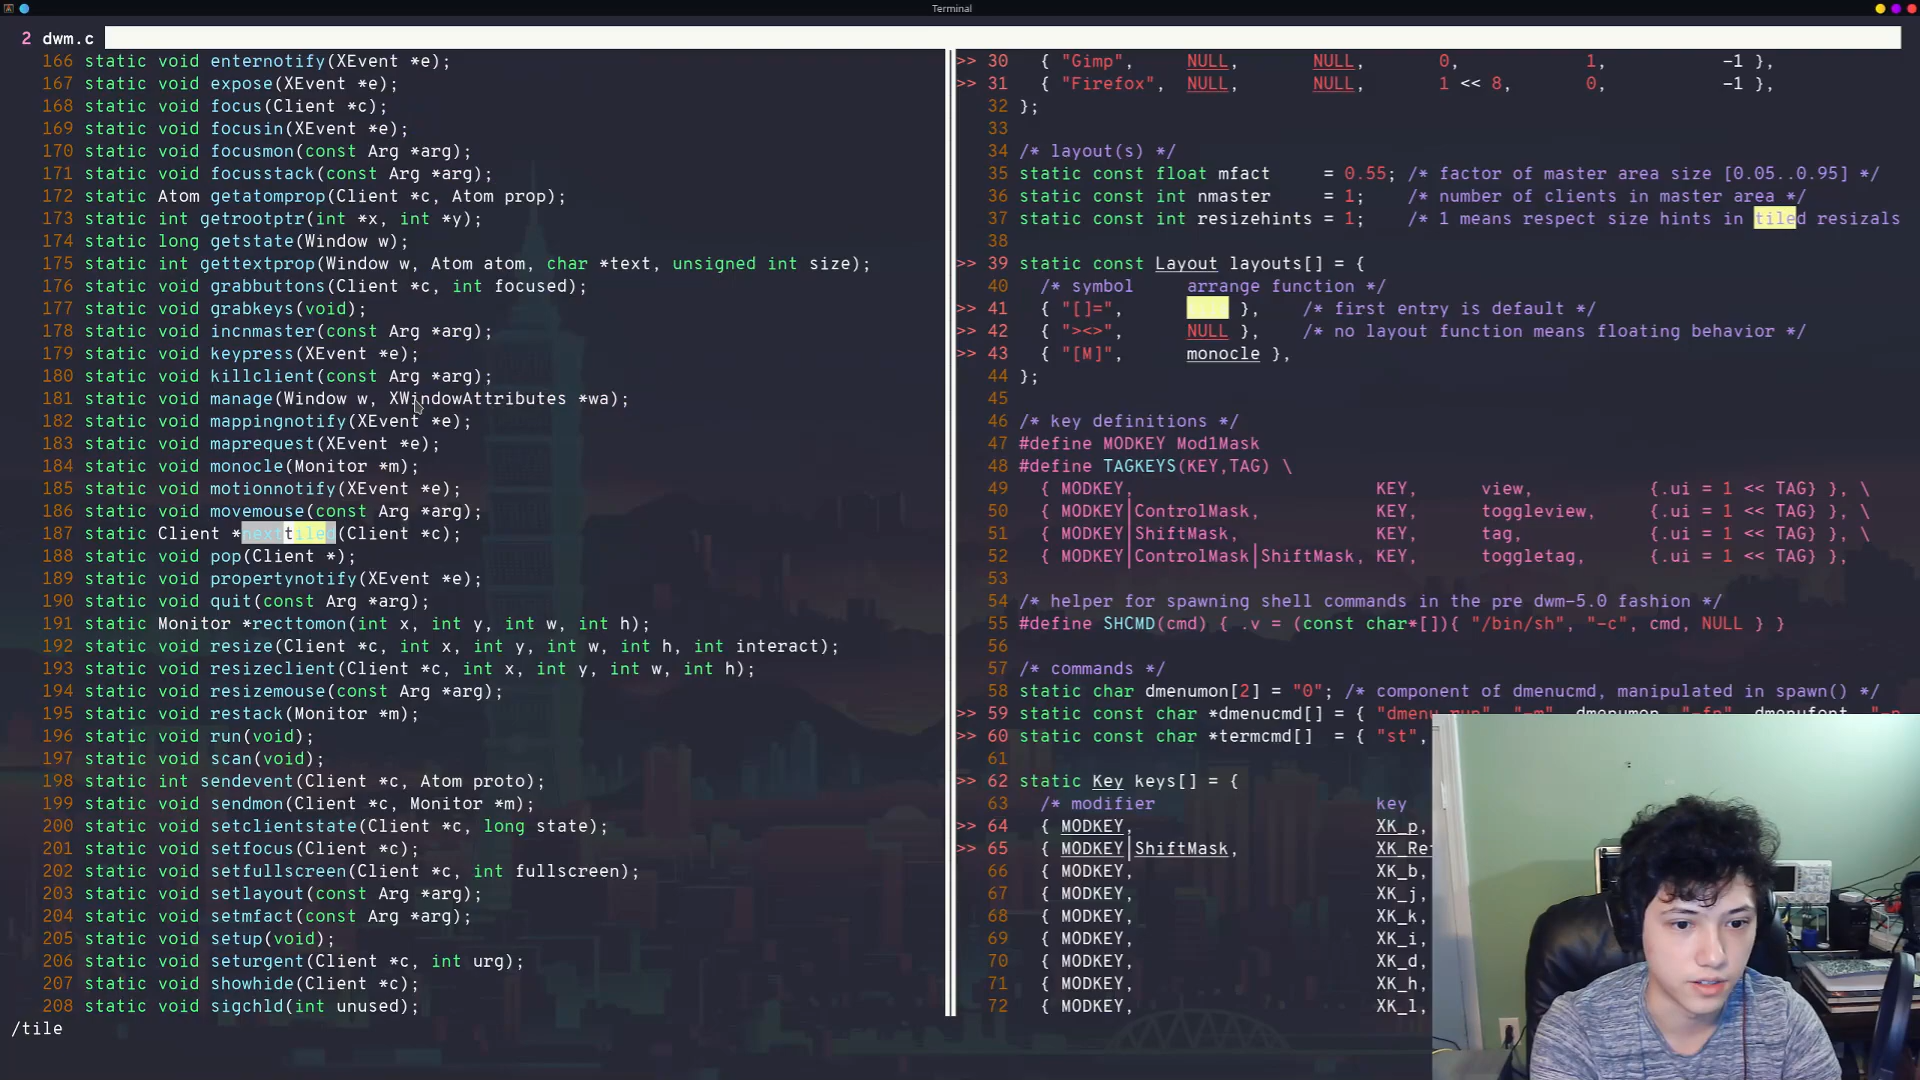 Terminal
2 dwm.c
166 static void enternotify(XEvent *e);
167 static void expose(XEvent *e);
168 static void focus(Client *c);
169 static void focusin(XEvent *e);
170 static void focusmon(const Arg *arg);
171 static void focusstack(const Arg *arg);
172 static Atom getatomprop(Client *c, Atom prop);
173 static int getrootptr(int *x, int *y);
174 static long getstate(Window w);
175 static int gettextprop(Window w, Atom atom, char *text, unsigned int size);
176 static void grabbuttons(Client *c, int focused);
177 static void grabkeys(void);
178 static void incnmaster(const Arg *arg);
179 static void keypress(XEvent *e);
180 static void killclient(const Arg *arg);
181 static void manage(Window w, XWindowAttributes *wa);
182 static void mappingnotify(XEvent *e);
183 static void maprequest(XEvent *e);
184 static void monocle(Monitor *m);
185 static void motionnotify(XEvent *e);
186 static void movemouse(const Arg *arg);
187 static Client *nexttiled(Client *c);
188 static void pop(Client *);
189 static void propertynotify(XEvent *e);
190 static void quit(const Arg *arg);
191 static Monitor *recttomon(int x, int y, int w, int h);
192 static void resize(Client *c, int x, int y, int w, int h, int interact);
193 static void resizeclient(Client *c, int x, int y, int w, int h);
194 static void resizemouse(const Arg *arg);
195 static void restack(Monitor *m);
196 static void run(void);
197 static void scan(void);
198 static int sendevent(Client *c, Atom proto);
199 static void sendmon(Client *c, Monitor *m);
200 static void setclientstate(Client *c, long state);
201 static void setfocus(Client *c);
202 static void setfullscreen(Client *c, int fullscreen);
203 static void setlayout(const Arg *arg);
204 static void setmfact(const Arg *arg);
205 static void setup(void);
206 static void seturgent(Client *c, int urg);
207 static void showhide(Client *c);
208 static void sigchld(int unused);
/tile
>> 30 { "Gimp", NULL, NULL, 0, 1, -1 },
>> 31 { "Firefox", NULL, NULL, 1 << 8, 0, -1 },
32 };
33
34 /* layout(s) */
35 static const float mfact = 0.55; /* factor of master area size [0.05..0.95] */
36 static const int nmaster = 1; /* number of clients in master area */
37 static const int resizehints = 1; /* 1 means respect size hints in tiled resizals
38
>> 39 static const Layout layouts[] = {
40 /* symbol arrange function */
>> 41 { "[]=", }, /* first entry is default */
>> 42 { "><>", NULL }, /* no layout function means floating behavior */
>> 43 { "[M]", monocle },
44 };
45
46 /* key definitions */
47 #define MODKEY Mod1Mask
48 #define TAGKEYS(KEY,TAG) \
49 { MODKEY, KEY, view, {.ui = 1 << TAG} }, \
50 { MODKEY|ControlMask, KEY, toggleview, {.ui = 1 << TAG} }, \
51 { MODKEY|ShiftMask, KEY, tag, {.ui = 1 << TAG} }, \
52 { MODKEY|ControlMask|ShiftMask, KEY, toggletag, {.ui = 1 << TAG} },
53
54 /* helper for spawning shell commands in the pre dwm-5.0 fashion */
55 #define SHCMD(cmd) { .v = (const char*[]){ "/bin/sh", "-c", cmd, NULL } }
56
57 /* commands */
58 static char dmenumon[2] = "0"; /* component of dmenucmd, manipulated in spawn() */
>> 59 static const char *dmenucmd[] = { "dmenu_run", "-m", dmenumon, "-fn", dmenufont,
>> 60 static const char *termcmd[] = { "st",
61
>> 62 static Key keys[] = {
63 /* modifier key
>> 64 { MODKEY, XK_p,
>> 65 { MODKEY|ShiftMask, XK_Re
66 { MODKEY, XK_b,
67 { MODKEY, XK_j,
68 { MODKEY, XK_k,
69 { MODKEY, XK_i,
70 { MODKEY, XK_d,
71 { MODKEY, XK_h,
72 { MODKEY, XK_l,